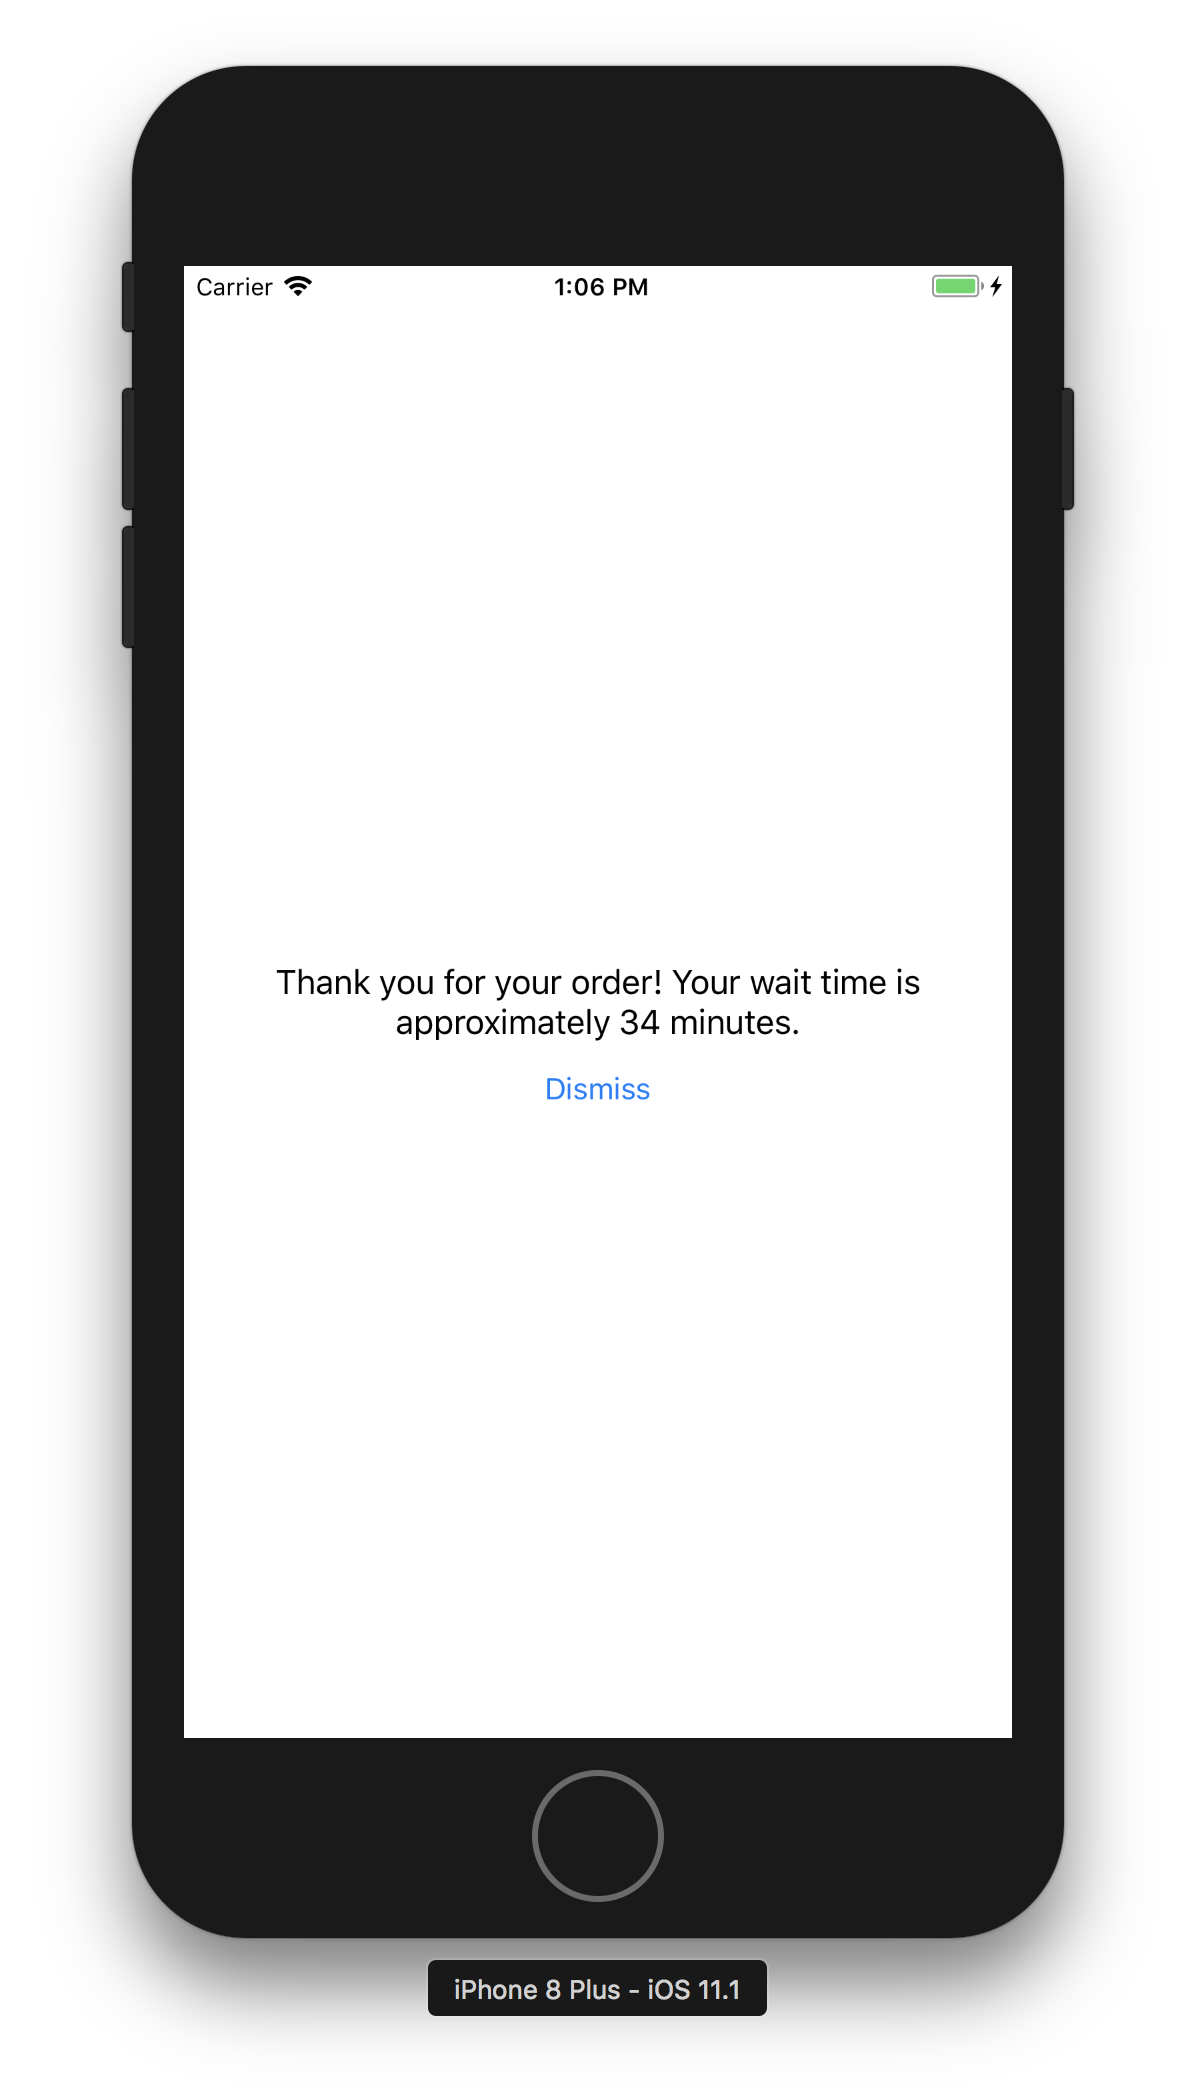 Carrier
1:06 PM
Thank you for your order! Your wait time is
approximately 34 minutes.
Dismiss
iPhone 8 Plus - iOS 11.1